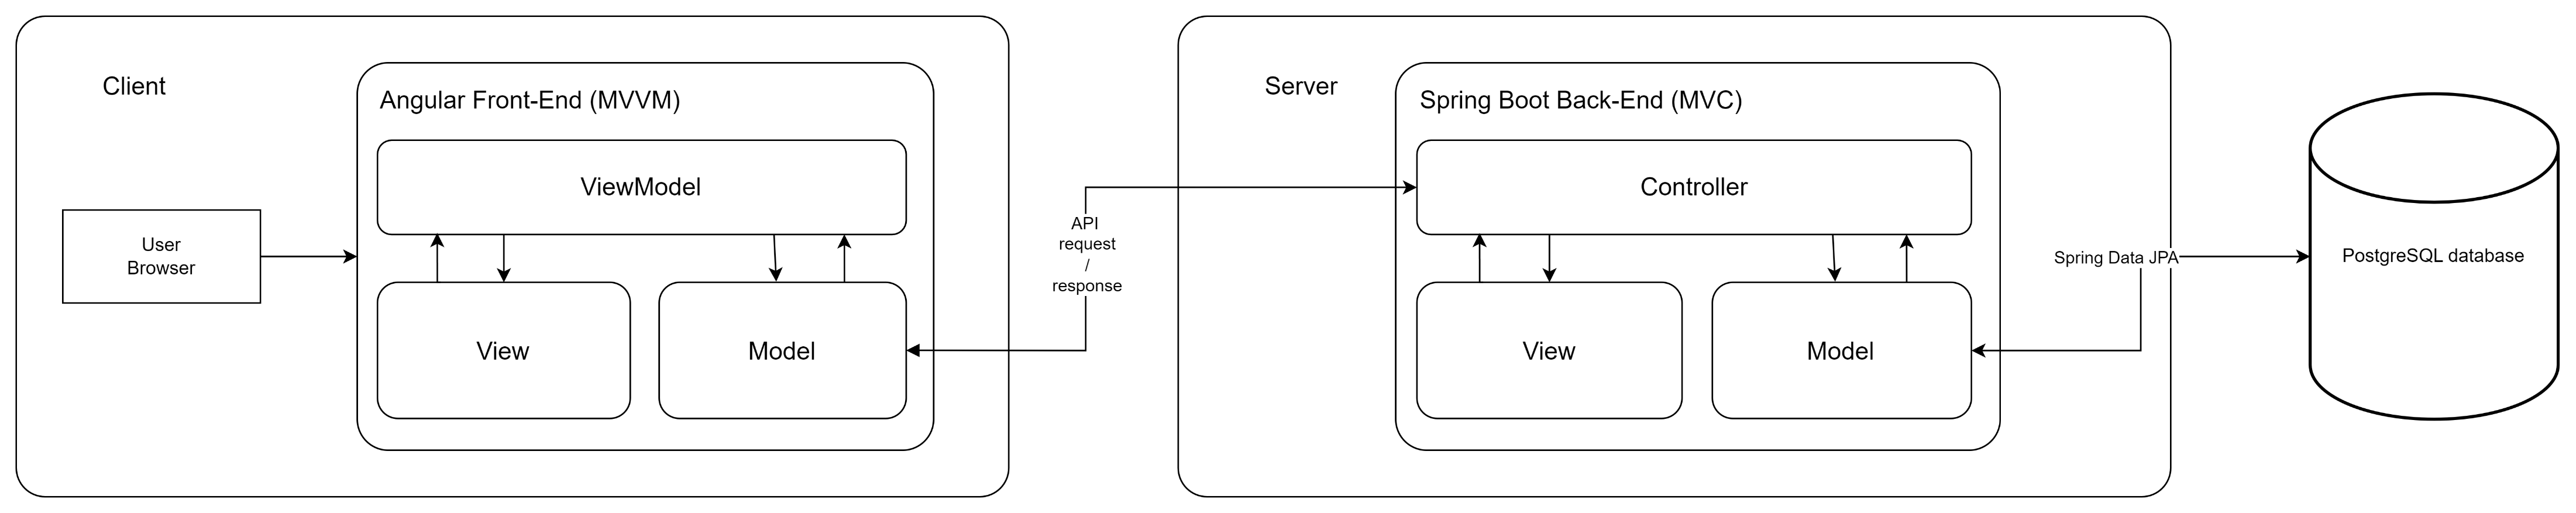 Client
Angular Front-End (MVVM)
ViewModel
User
Browser
View
Model
API
request
/
response
Server
Spring Boot Back-End (MVC)
Controller
View
Model
Spring Data JPA
PostgreSQL database